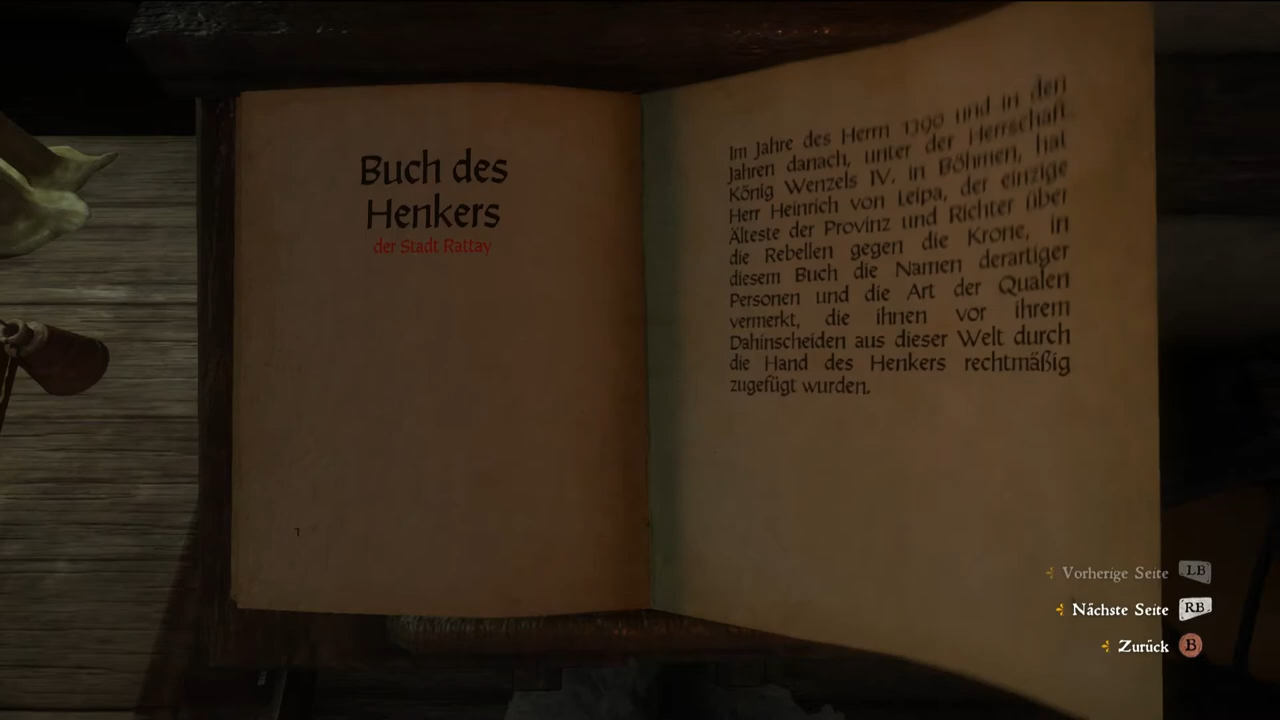 Buch des
Henkers
der Stadt Rattay
1
Im Jahre des Herrn 1390 und in den
Jahren danach, unter der Herrschaft
König Wenzels IV. in Böhmen, hat
Herr Heinrich von Leipa, der einzige
Älteste der Provinz und Richter über
die Rebellen gegen die Krone, in
diesem Buch die Namen derartiger
Personen und die Art der Qualen
vermerkt, die ihnen vor ihrem
Dahinscheiden aus dieser Welt durch
die Hand des Henkers rechtmäßig
zugefügt wurden.
Vorherige Seite LB
Nächste Seite RB
Zurück B